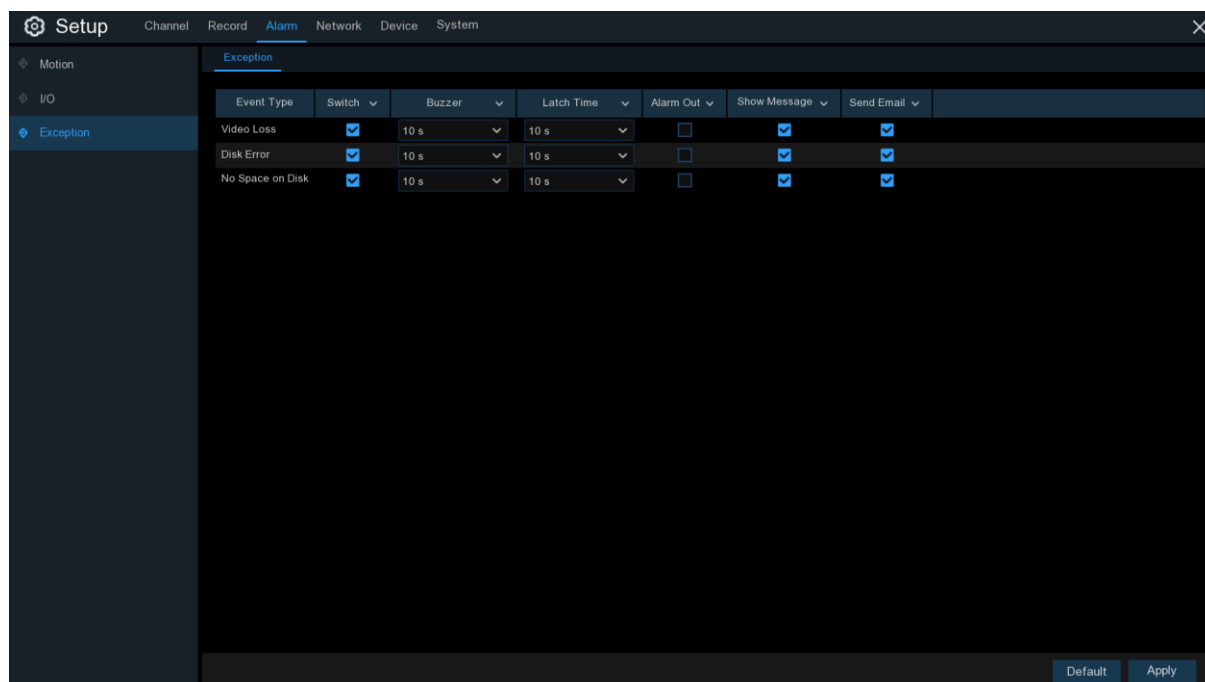 Setup Channel Record Alarm Network Device System
Motion
I/O
Exception
Exception
Event Type Switch Buzzer Latch Time Alarm Out Show Message Send Email
Video Loss 10 s 10 s
Disk Error 10 s 10 s
No Space on Disk 10 s 10 s
Default Apply